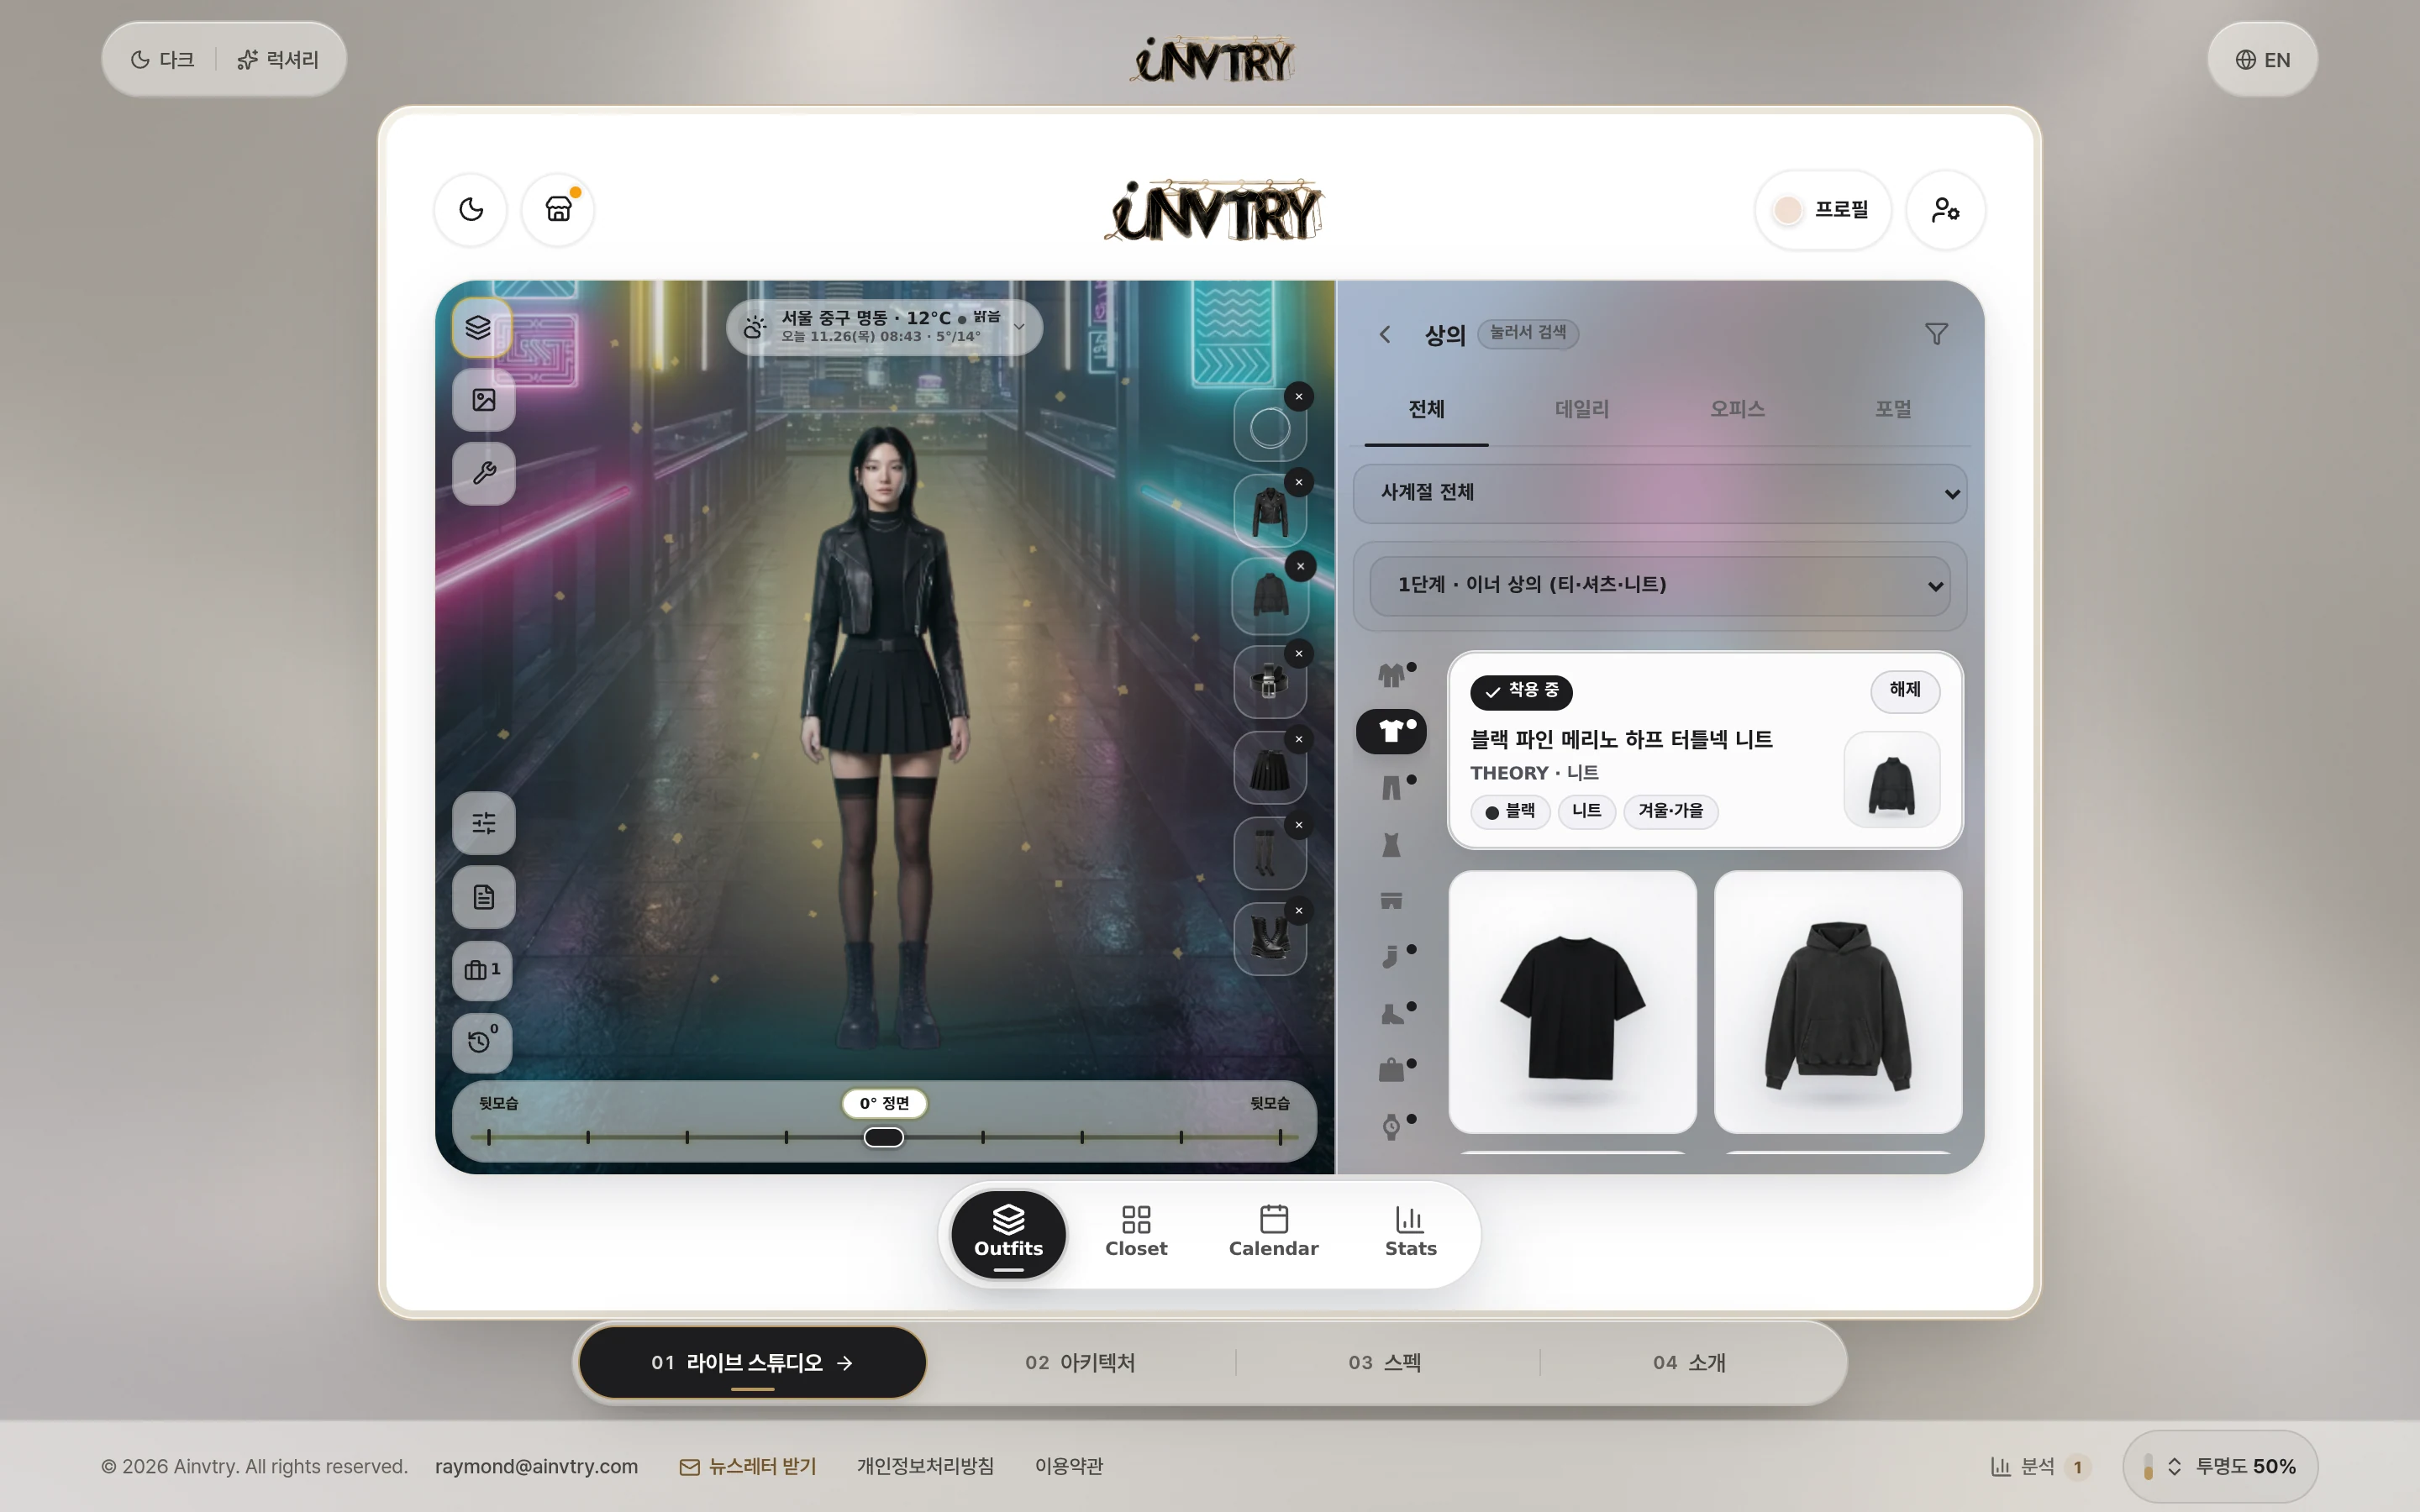 다크
럭셔리
iNVTRY
EN
iNVTRY
프로필
서울 중구 명동 · 12°C ● 밝음
오늘 11.26(목) 08:43 · 5°/14°
상의
눌러서 검색
전체
데일리
오피스
포멀
사계절 전체
1단계 · 이너 상의 (티·셔츠·니트)
착용 중
해제
블랙 파인 메리노 하프 터틀넥 니트
THEORY · 니트
블랙
니트
겨울·가을
1
0
뒷모습
0° 정면
뒷모습
Outfits
Closet
Calendar
Stats
01 라이브 스튜디오 →
02 아키텍처
03 스펙
04 소개
© 2026 Ainvtry. All rights reserved.
raymond@ainvtry.com
뉴스레터 받기
개인정보처리방침
이용약관
분석 1
투명도 50%